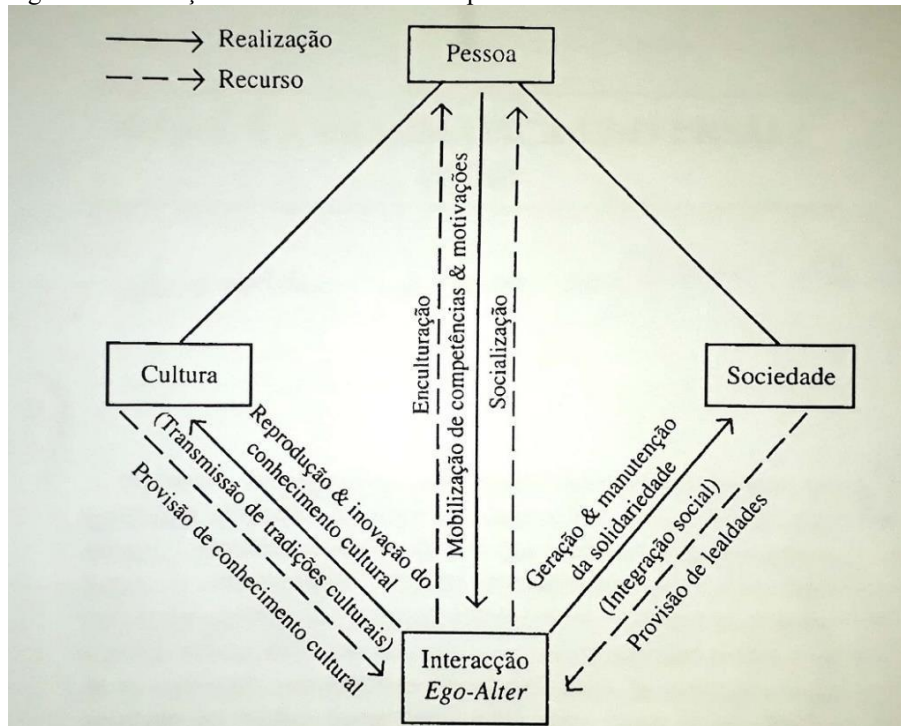 Realização
Recurso
Pessoa
Enculturação
Mobilização de competências & motivações
Socialização
Cultura
Sociedade
Reprodução & inovação do
conhecimento cultural
(Transmissão de tradições culturais)
Provisão de conhecimento cultural
Geração & manutenção
da solidariedade
(Integração social)
Provisão de lealdades
Interacção
Ego-Alter